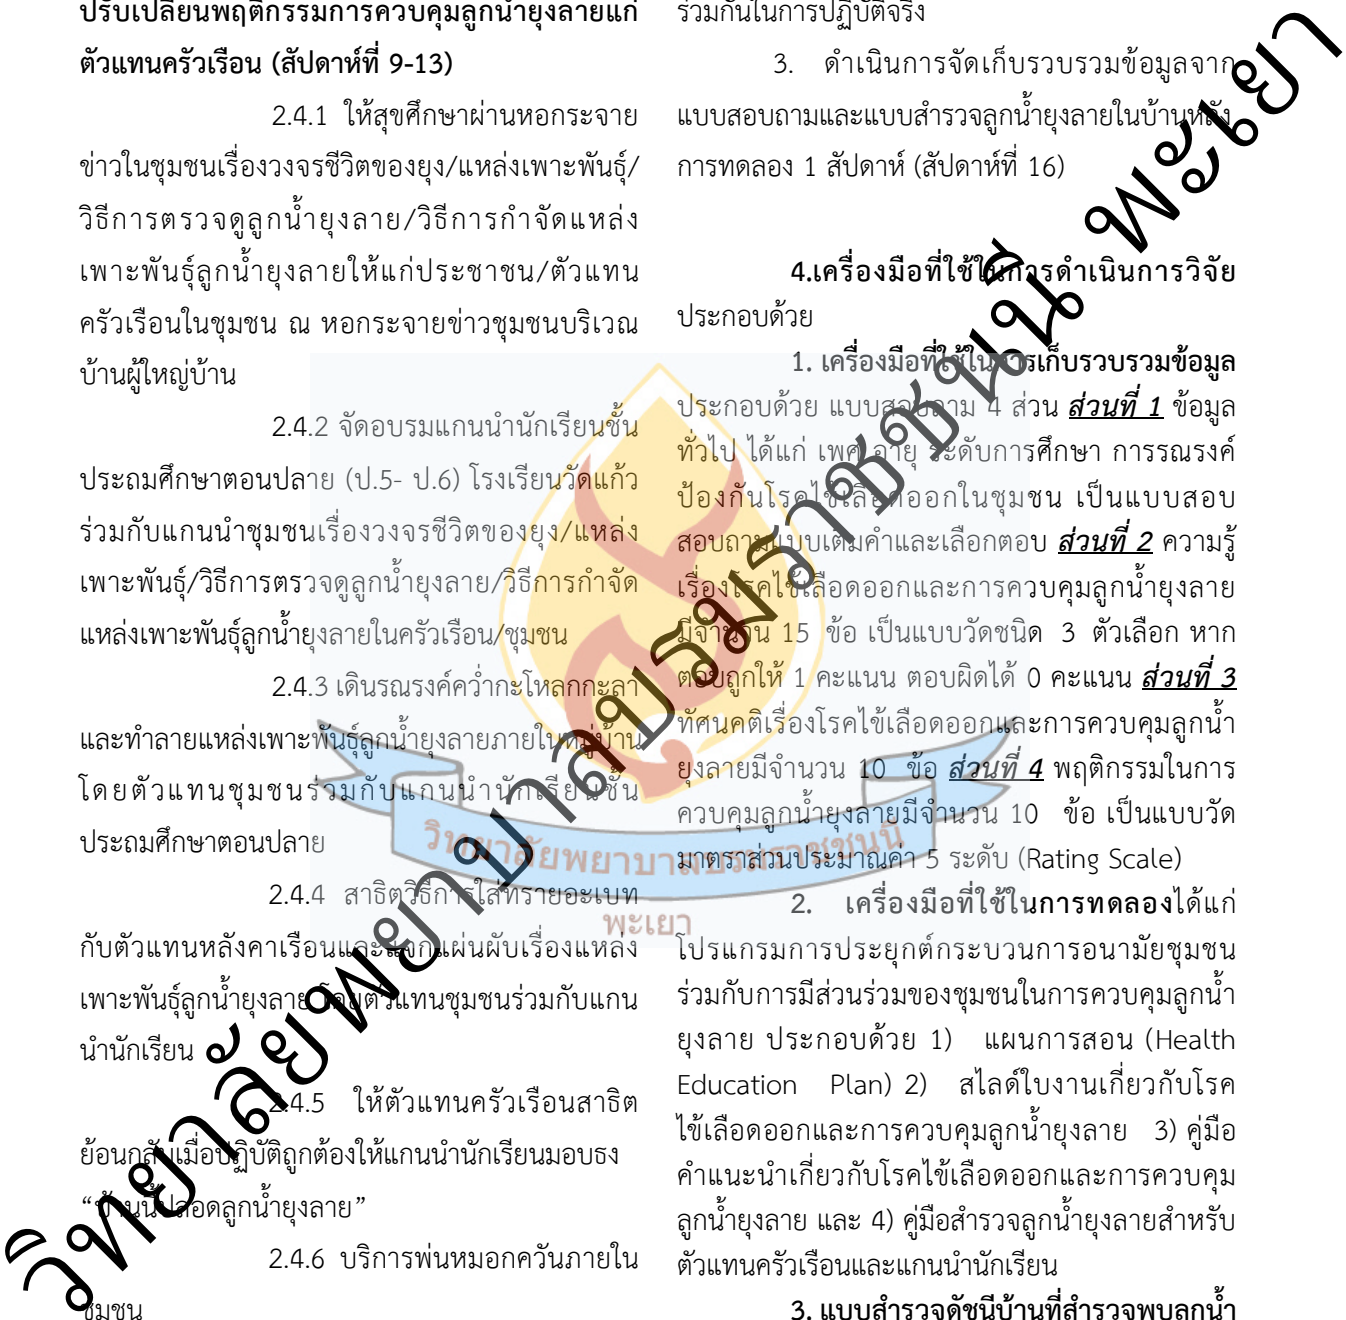 ปรับเปลี่ยนพฤติกรรมการควบคุมลูกน้ำยุงลายแก่
ตัวแทนครัวเรือน (สัปดาห์ที่ 9-13)
2.4.1 ให้สุขศึกษาผ่านหอกระจาย
ข่าวในชุมชนเรื่องวงจรชีวิตของยุง/แหล่งเพาะพันธุ์/
วิธีการตรวจดูลูกน้ำยุงลาย/วิธีการกำจัดแหล่ง
เพาะพันธุ์ลูกน้ำยุงลายให้แก่ประชาชน/ตัวแทน
ครัวเรือนในชุมชน ณ หอกระจายข่าวชุมชนบริเวณ
บ้านผู้ใหญ่บ้าน
2.4.2 จัดอบรมแกนนำนักเรียนชั้น
ประถมศึกษาตอนปลาย (ป.5- ป.6) โรงเรียนวัดแก้ว
ร่วมกับแกนนำชุมชนเรื่องวงจรชีวิตของยุง/แหล่ง
เพาะพันธุ์/วิธีการตรวจดูลูกน้ำยุงลาย/วิธีการกำจัด
แหล่งเพาะพันธุ์ลูกน้ำยุงลายในครัวเรือน/ชุมชน
2.4.3 เดินรณรงค์คว่ำกะโหลกกะลา
และทำลายแหล่งเพาะพันธุ์ลูกน้ำยุงลายภายในหมู่บ้าน
โดยตัวแทนชุมชนร่วมกับแกนนำนักเรียนชั้น
ประถมศึกษาตอนปลาย
2.4.4 สาธิตวิธีการใส่ทรายอะเบท
กับตัวแทนหลังคาเรือนและแจกแผ่นผับเรื่องแหล่ง
เพาะพันธุ์ลูกน้ำยุงลาย โดยตัวแทนชุมชนร่วมกับแกน
นำนักเรียน
2.4.5 ให้ตัวแทนครัวเรือนสาธิต
ย้อนกลับเมื่อปฏิบัติถูกต้องให้แกนนำนักเรียนมอบธง
“บ้านนี้ปลอดลูกน้ำยุงลาย”
2.4.6 บริการพ่นหมอกควันภายใน
ชุมชน
ร่วมกันในการปฏิบัติจริง
3. ดำเนินการจัดเก็บรวบรวมข้อมูลจาก
แบบสอบถามและแบบสำรวจลูกน้ำยุงลายในบ้านหลัง
การทดลอง 1 สัปดาห์ (สัปดาห์ที่ 16)
4.เครื่องมือที่ใช้ในการดำเนินการวิจัย
ประกอบด้วย
1. เครื่องมือที่ใช้ในการเก็บรวบรวมข้อมูล
ประกอบด้วย แบบสอบถาม 4 ส่วน ส่วนที่ 1 ข้อมูล
ทั่วไป ได้แก่ เพศ อายุ ระดับการศึกษา การรณรงค์
ป้องกันโรคไข้เลือดออกในชุมชน เป็นแบบสอบ
สอบถามแบบเติมคำและเลือกตอบ ส่วนที่ 2 ความรู้
เรื่องโรคไข้เลือดออกและการควบคุมลูกน้ำยุงลาย
มีจำนวน 15 ข้อ เป็นแบบวัดชนิด 3 ตัวเลือก หาก
ตอบถูกให้ 1 คะแนน ตอบผิดได้ 0 คะแนน ส่วนที่ 3
ทัศนคติเรื่องโรคไข้เลือดออกและการควบคุมลูกน้ำ
ยุงลายมีจำนวน 10 ข้อ ส่วนที่ 4 พฤติกรรมในการ
ควบคุมลูกน้ำยุงลายมีจำนวน 10 ข้อ เป็นแบบวัด
มาตราส่วนประมาณค่า 5 ระดับ (Rating Scale)
2. เครื่องมือที่ใช้ในการทดลองได้แก่
โปรแกรมการประยุกต์กระบวนการอนามัยชุมชน
ร่วมกับการมีส่วนร่วมของชุมชนในการควบคุมลูกน้ำ
ยุงลาย ประกอบด้วย 1) แผนการสอน (Health
Education Plan) 2) สไลด์ใบงานเกี่ยวกับโรค
ไข้เลือดออกและการควบคุมลูกน้ำยุงลาย 3) คู่มือ
คำแนะนำเกี่ยวกับโรคไข้เลือดออกและการควบคุม
ลูกน้ำยุงลาย และ 4) คู่มือสำรวจลูกน้ำยุงลายสำหรับ
ตัวแทนครัวเรือนและแกนนำนักเรียน
3. แบบสำรวจดัชนีบ้านที่สำรวจพบลูกน้ำ
วิทยาลัยพยาบาลบรมราชชนนี
พะเยา
วิทยาลัยพยาบาลบรมราชชนนี พะเยา